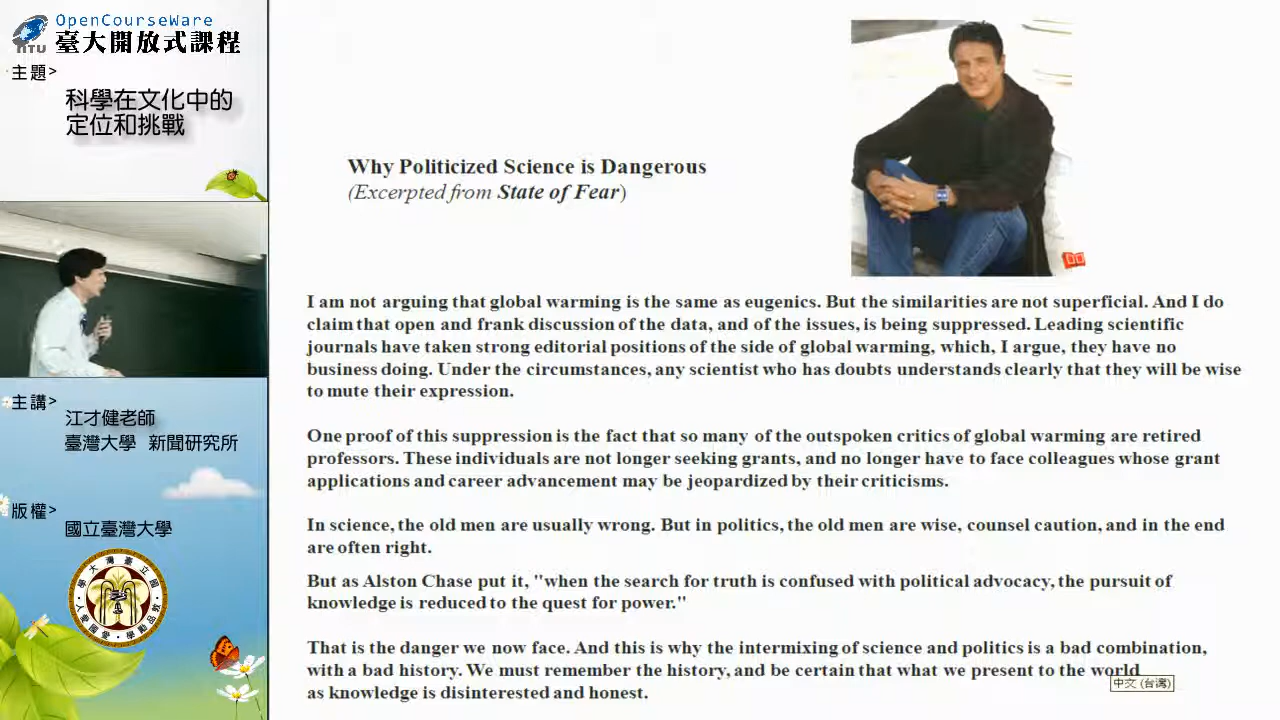 OpenCourseWare
NTU 臺大開放式課程
主題>
科學在文化中的
定位和挑戰
主講>
江才健老師
臺灣大學 新聞研究所
版權>
國立臺灣大學
Why Politicized Science is Dangerous
(Excerpted from State of Fear)
I am not arguing that global warming is the same as eugenics. But the similarities are not superficial. And I do
claim that open and frank discussion of the data, and of the issues, is being suppressed. Leading scientific
journals have taken strong editorial positions of the side of global warming, which, I argue, they have no
business doing. Under the circumstances, any scientist who has doubts understands clearly that they will be wise
to mute their expression.
One proof of this suppression is the fact that so many of the outspoken critics of global warming are retired
professors. These individuals are not longer seeking grants, and no longer have to face colleagues whose grant
applications and career advancement may be jeopardized by their criticisms.
In science, the old men are usually wrong. But in politics, the old men are wise, counsel caution, and in the end
are often right.
But as Alston Chase put it, "when the search for truth is confused with political advocacy, the pursuit of
knowledge is reduced to the quest for power."
That is the danger we now face. And this is why the intermixing of science and politics is a bad combination,
with a bad history. We must remember the history, and be certain that what we present to the world
as knowledge is disinterested and honest.
中文 (台灣)